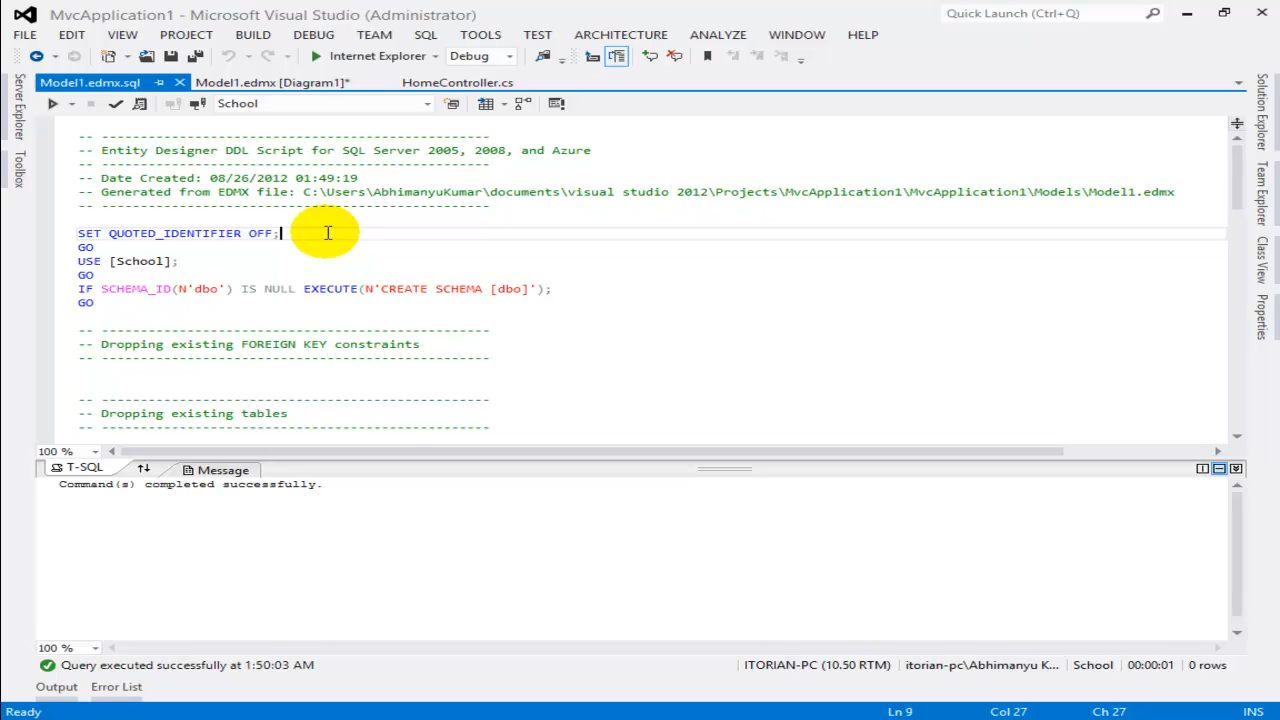 MvcApplication1 - Microsoft Visual Studio (Administrator)
Quick Launch (Ctrl+Q)
FILE EDIT VIEW PROJECT BUILD DEBUG TEAM SQL TOOLS TEST ARCHITECTURE ANALYZE WINDOW HELP
Internet Explorer Debug
Model1.edmx.sql Model1.edmx [Diagram1]* HomeController.cs
School
Server Explorer
Toolbox
Solution Explorer
Team Explorer
Class View
Properties
-- --------------------------------------------------
-- Entity Designer DDL Script for SQL Server 2005, 2008, and Azure
-- --------------------------------------------------
-- Date Created: 08/26/2012 01:49:19
-- Generated from EDMX file: C:\Users\AbhimanyuKumar\documents\visual studio 2012\Projects\MvcApplication1\MvcApplication1\Models\Model1.edmx
-- --------------------------------------------------
SET QUOTED_IDENTIFIER OFF;
GO
USE [School];
GO
IF SCHEMA_ID(N'dbo') IS NULL EXECUTE(N'CREATE SCHEMA [dbo]');
GO
-- --------------------------------------------------
-- Dropping existing FOREIGN KEY constraints
-- --------------------------------------------------
-- --------------------------------------------------
-- Dropping existing tables
-- --------------------------------------------------
100 %
T-SQL Message
Command(s) completed successfully.
100 %
Query executed successfully at 1:50:03 AM ITORIAN-PC (10.50 RTM) itorian-pc\Abhimanyu K... School 00:00:01 0 rows
Output Error List
Ready Ln 9 Col 27 Ch 27 INS